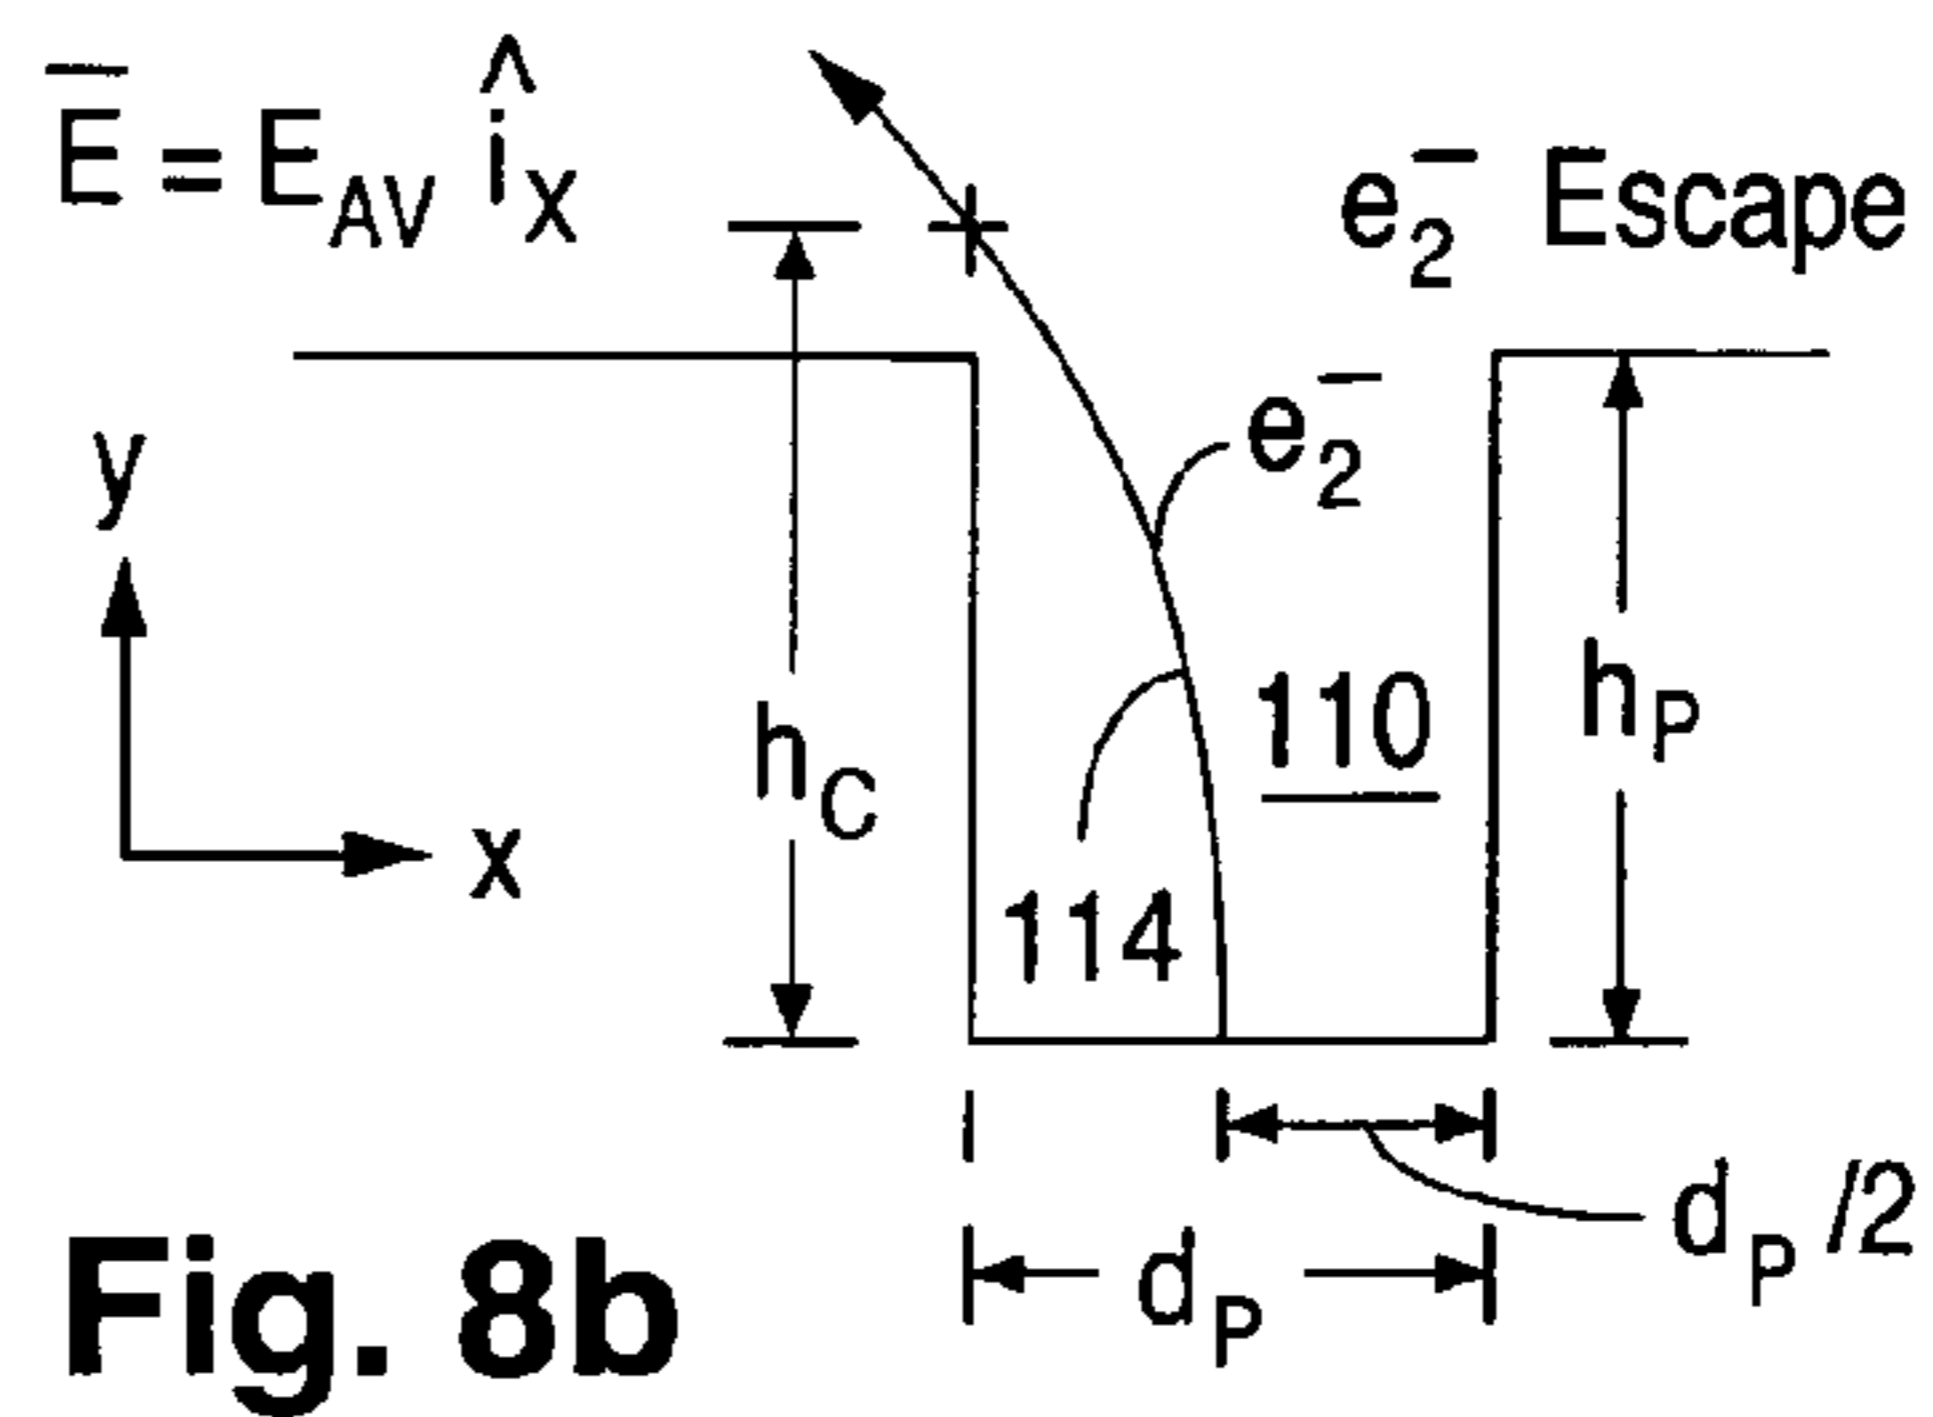 E̅ = E_AV î_X
e₂⁻ Escape
e₂⁻
y
h_P
110
h_C
x
114
d_P /2
d_P
Fig. 8b